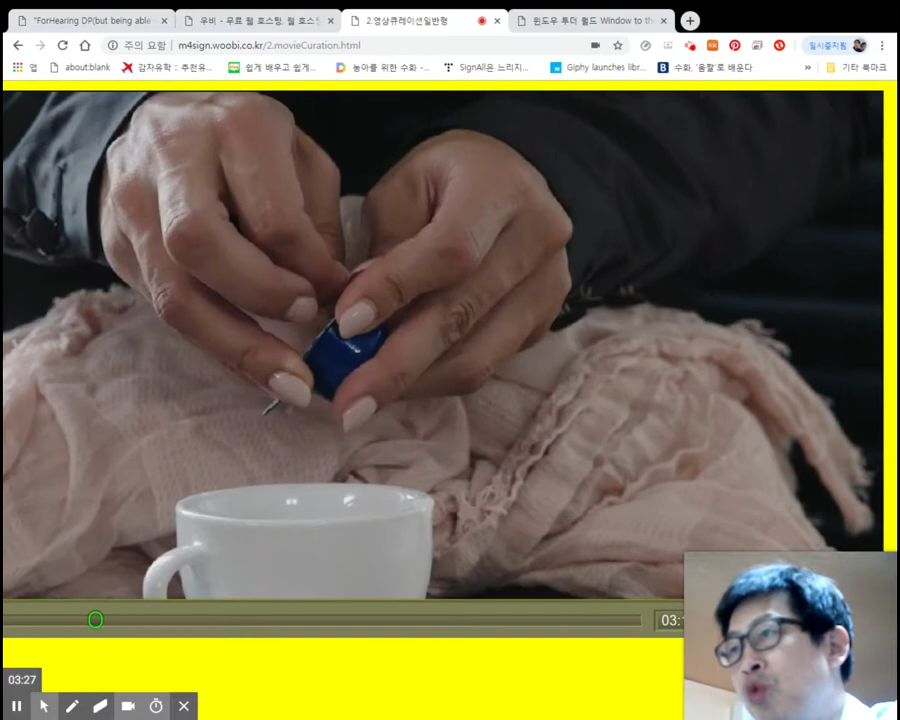 "ForHearing DP(but being able
우비 - 무료 웹 호스팅, 웹 호스트
2.영상큐레이션일반형
윈도우 투더 월드 Window to the
주의 요함
m4sign.woobi.co.kr/2.movieCuration.html
일시중지됨
앱
about:blank
감자유학 :: 추천유...
쉽게 배우고 쉽게...
농아를 위한 수화 -...
SignAll은 느리지...
Giphy launches libr...
수화, '움짤'로 배운다
»
기타 북마크
03:27